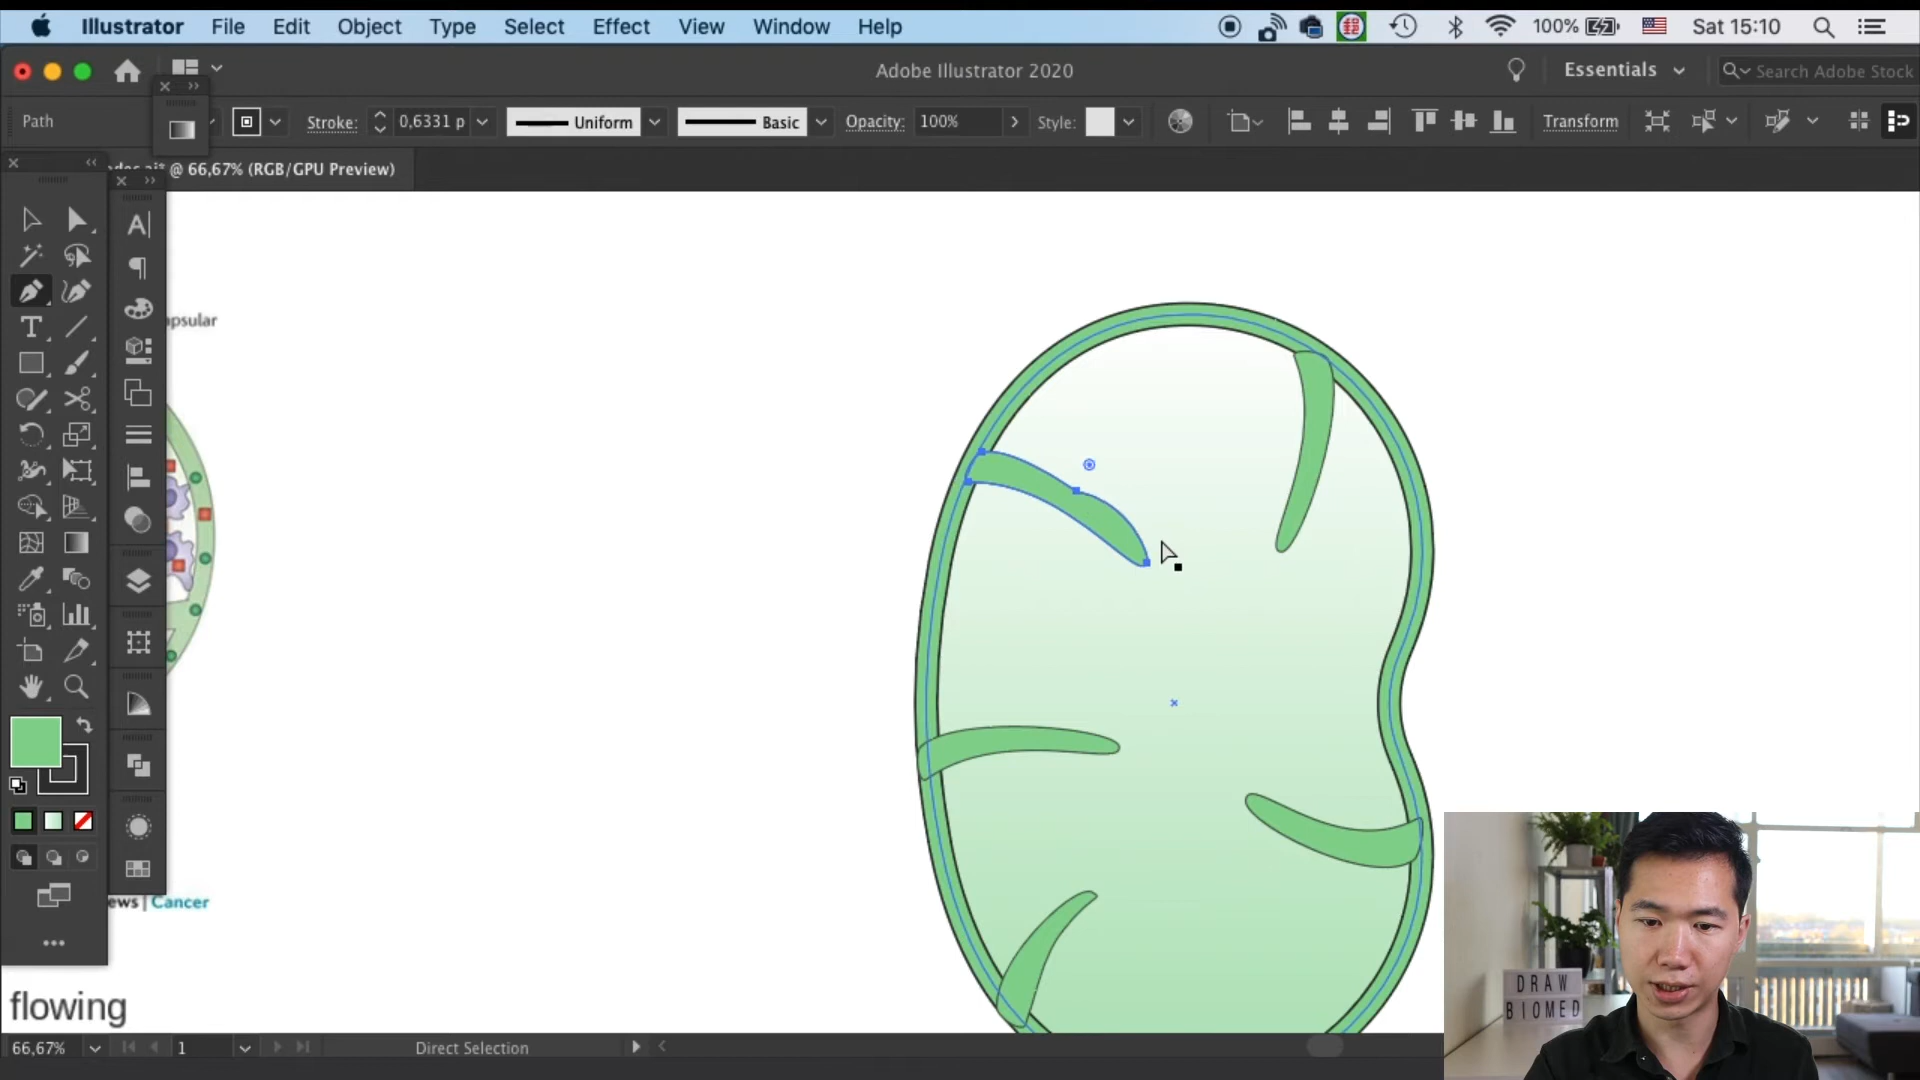 Illustrator File Edit Object Type Select Effect View Window Help 100% Sat 15:10
Adobe Illustrator 2020 Essentials Search Adobe Stock
Path Stroke: 0,6331 p Uniform Basic Opacity: 100% Style: Transform
@ 66,67% (RGB/GPU Preview)
apsular
ews | Cancer
flowing
DRAW
BIOMED
66,67% 1 Direct Selection